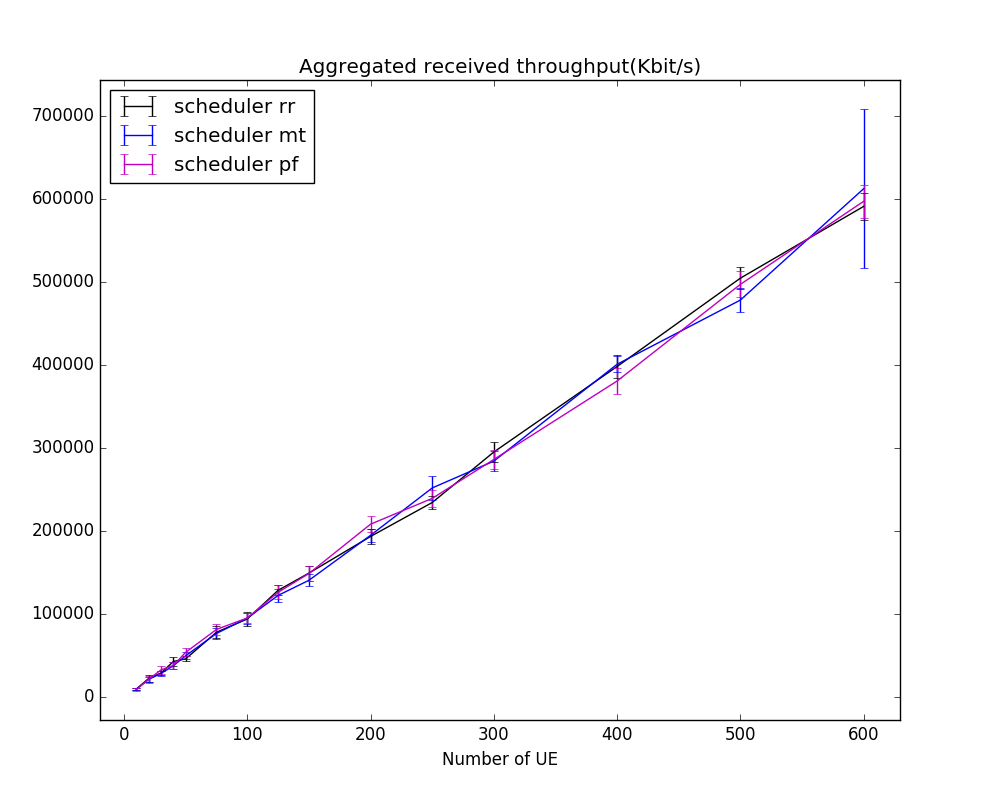 Aggregated received throughput(Kbit/s)
scheduler rr
scheduler mt
scheduler pf
700000
600000
500000
400000
300000
200000
100000
0
0 100 200 300 400 500 600
Number of UE